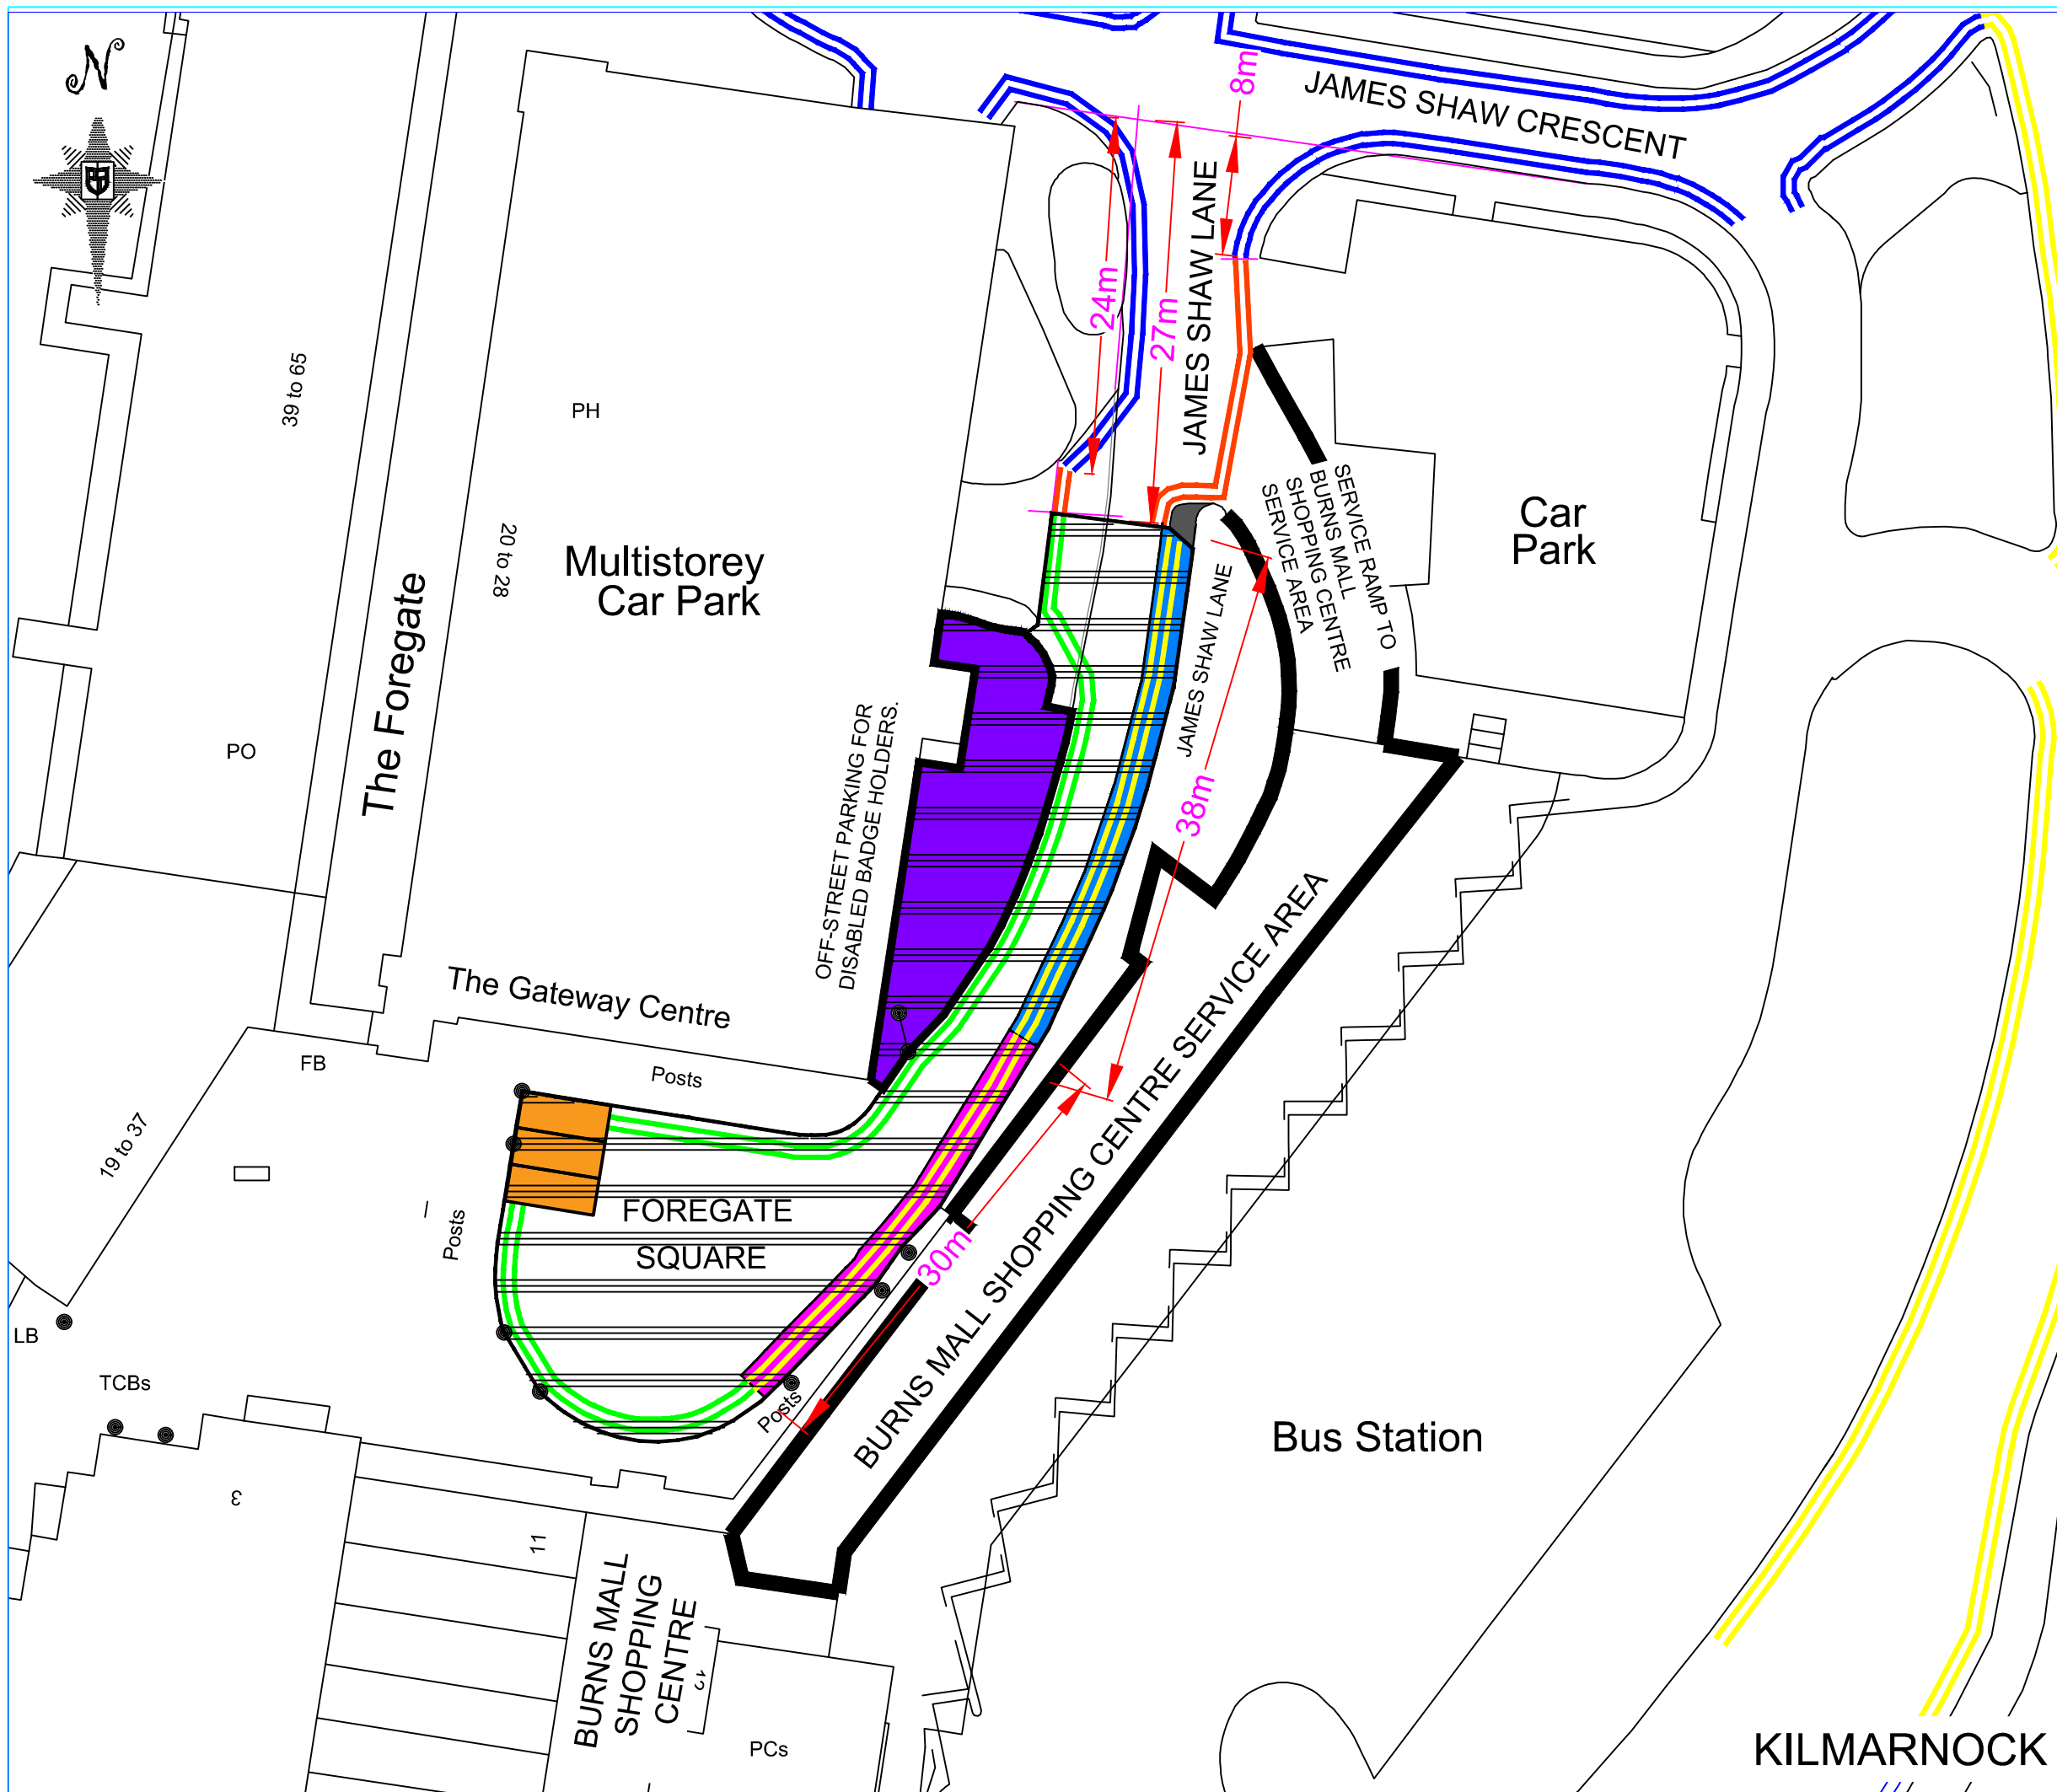 N
8m
JAMES SHAW CRESCENT
JAMES SHAW LANE
24m
27m
39 to 65
PH
SERVICE RAMP TO
BURNS MALL
SHOPPING CENTRE
SERVICE AREA
Car
Park
20 to 28
Multistorey
Car Park
The Foregate
JAMES SHAW LANE
PO
OFF-STREET PARKING FOR
DISABLED BADGE HOLDERS.
38m
The Gateway Centre
BURNS MALL SHOPPING CENTRE SERVICE AREA
FB
Posts
19 to 37
FOREGATE
SQUARE
Posts
30m
LB
TCBs
Posts
Bus Station
3
11
BURNS MALL
SHOPPING
CENTRE
PCs
KILMARNOCK